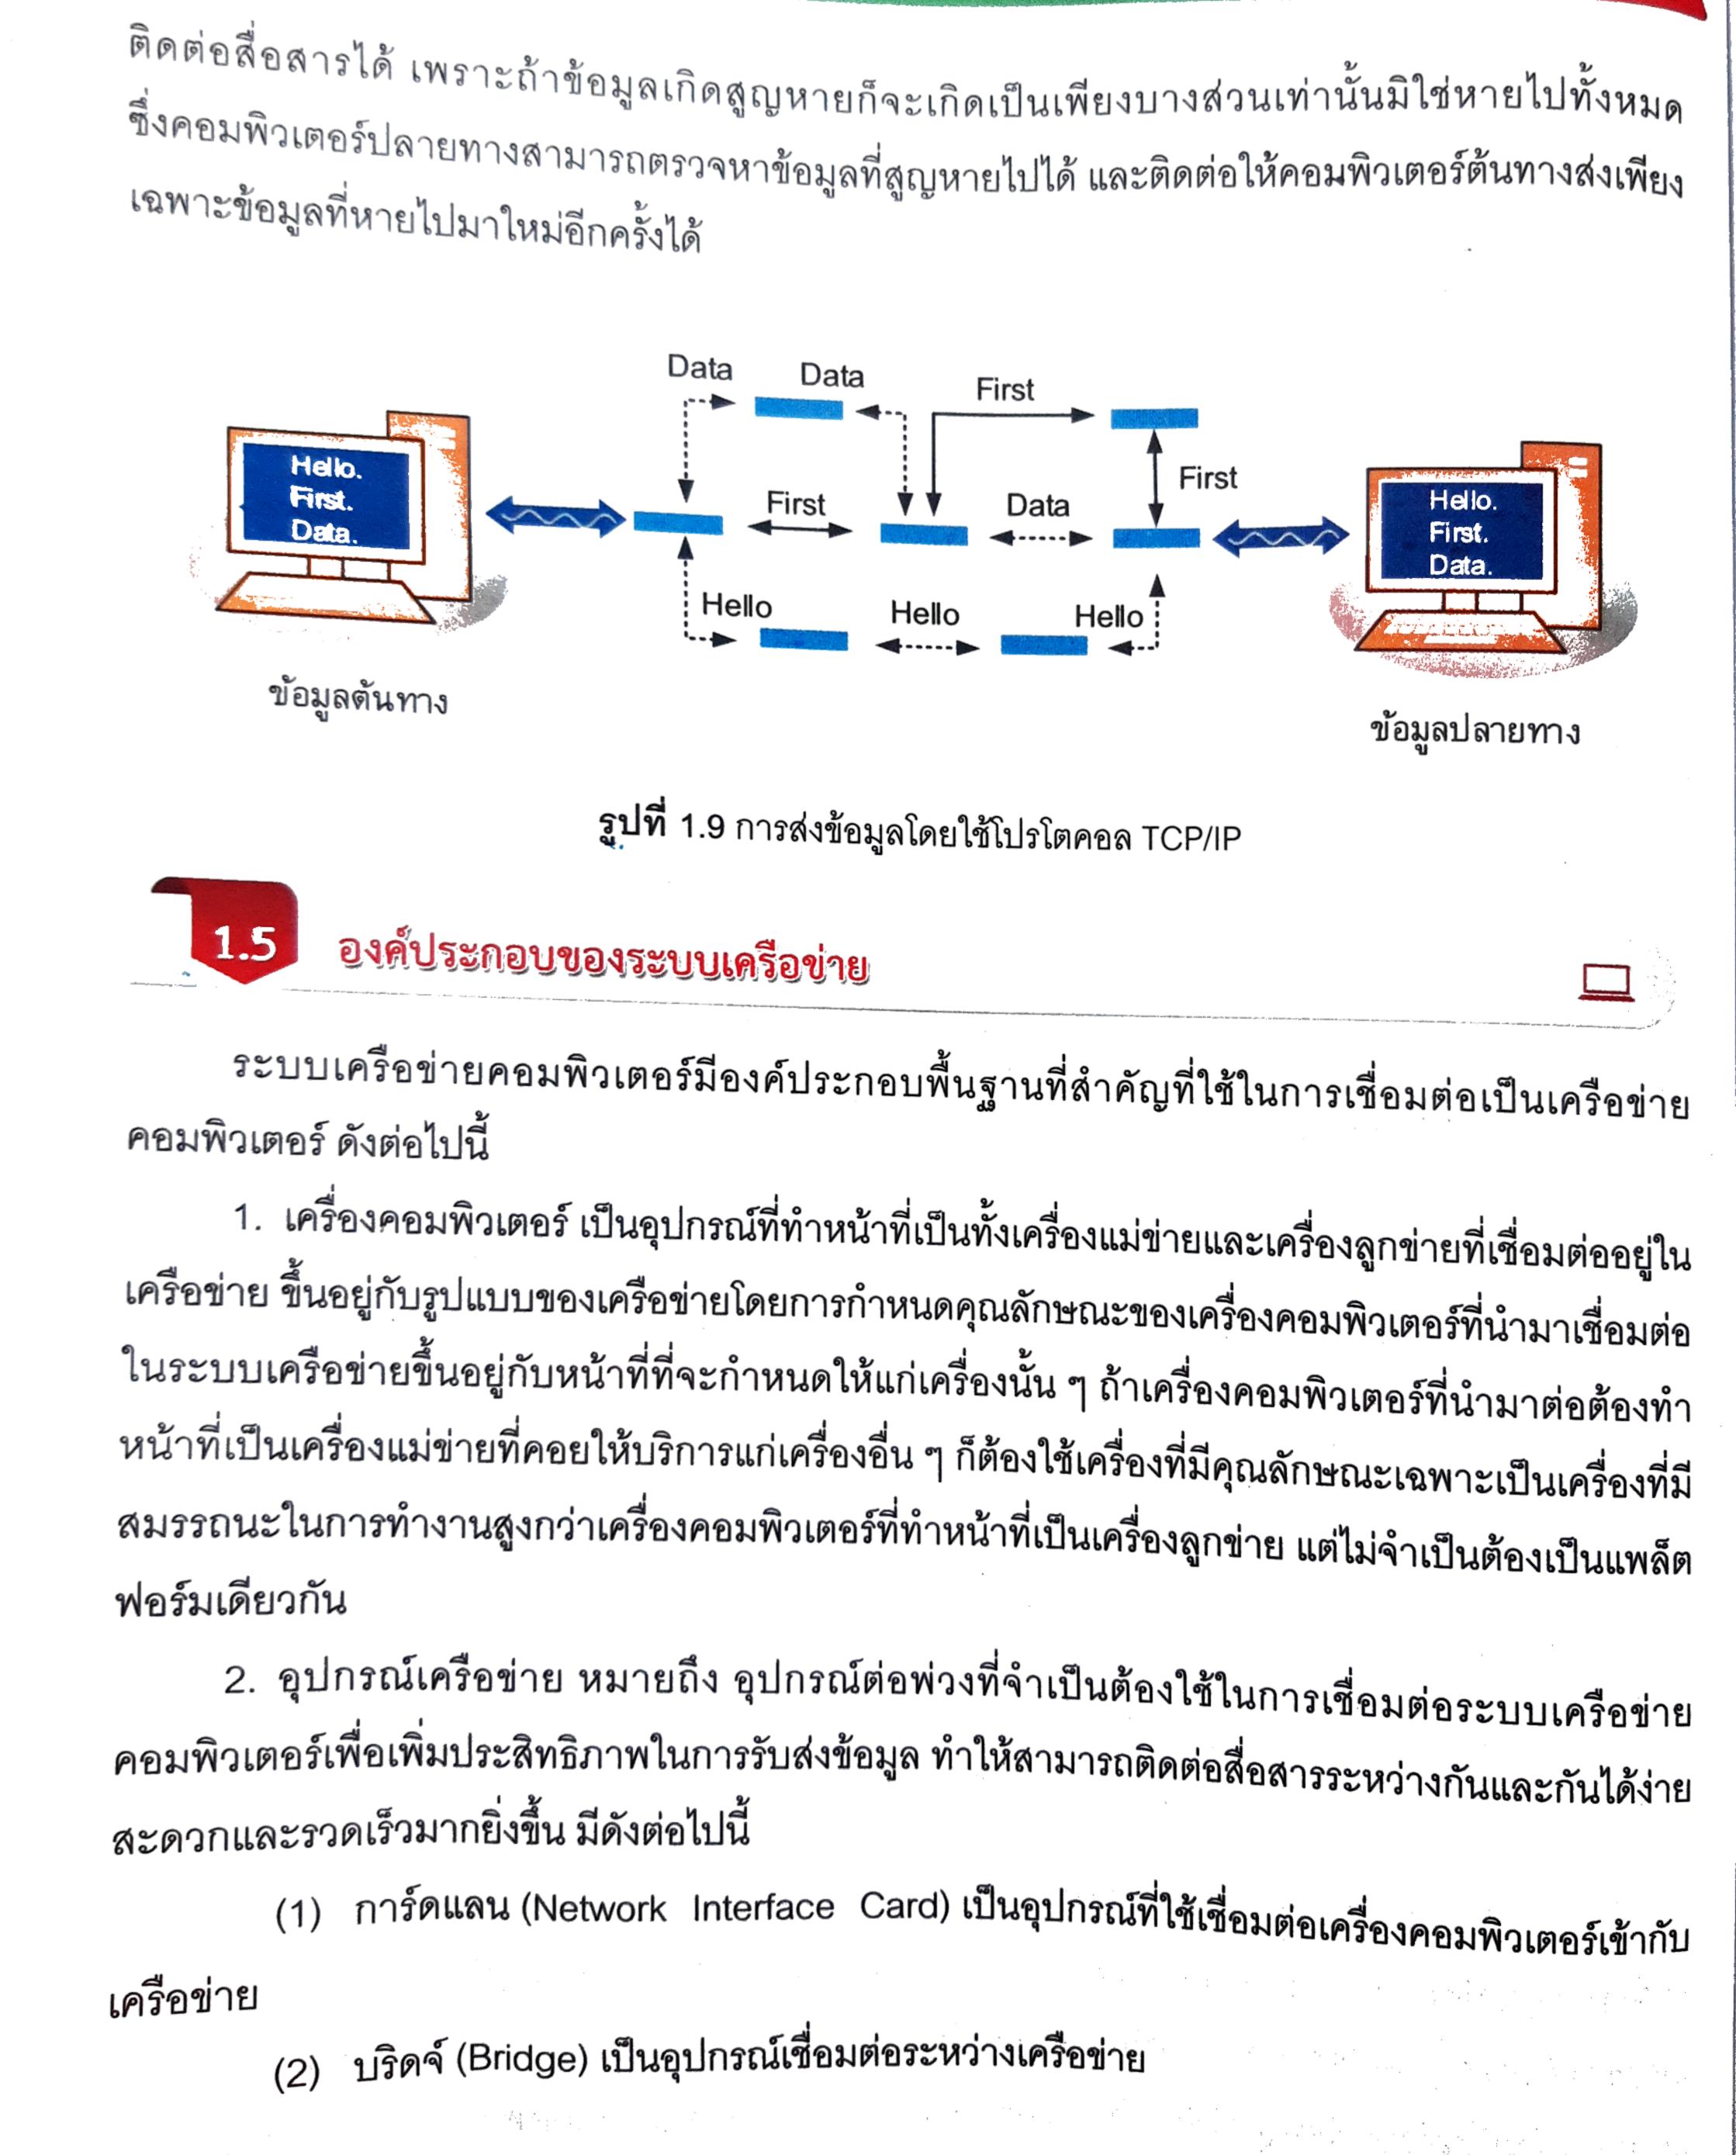 ติดต่อสื่อสารได้ เพราะถ้าข้อมูลเกิดสูญหายก็จะเกิดเป็นเพียงบางส่วนเท่านั้นมิใช่หายไปทั้งหมด
ซึ่งคอมพิวเตอร์ปลายทางสามารถตรวจหาข้อมูลที่สูญหายไปได้ และติดต่อให้คอมพิวเตอร์ต้นทางส่งเพียง
เฉพาะข้อมูลที่หายไปมาใหม่อีกครั้งได้
Data Data First
Hello.
First.
Data.
First Data First
Hello.
First.
Data.
Hello Hello Hello
ข้อมูลต้นทาง
ข้อมูลปลายทาง
รูปที่ 1.9 การส่งข้อมูลโดยใช้โปรโตคอล TCP/IP
1.5 องค์ประกอบของระบบเครือข่าย
ระบบเครือข่ายคอมพิวเตอร์มีองค์ประกอบพื้นฐานที่สำคัญที่ใช้ในการเชื่อมต่อเป็นเครือข่าย
คอมพิวเตอร์ ดังต่อไปนี้
1. เครื่องคอมพิวเตอร์ เป็นอุปกรณ์ที่ทำหน้าที่เป็นทั้งเครื่องแม่ข่ายและเครื่องลูกข่ายที่เชื่อมต่ออยู่ใน
เครือข่าย ขึ้นอยู่กับรูปแบบของเครือข่ายโดยการกำหนดคุณลักษณะของเครื่องคอมพิวเตอร์ที่นำมาเชื่อมต่อ
ในระบบเครือข่ายขึ้นอยู่กับหน้าที่ที่จะกำหนดให้แก่เครื่องนั้น ๆ ถ้าเครื่องคอมพิวเตอร์ที่นำมาต่อต้องทำ
หน้าที่เป็นเครื่องแม่ข่ายที่คอยให้บริการแก่เครื่องอื่น ๆ ก็ต้องใช้เครื่องที่มีคุณลักษณะเฉพาะเป็นเครื่องที่มี
สมรรถนะในการทำงานสูงกว่าเครื่องคอมพิวเตอร์ที่ทำหน้าที่เป็นเครื่องลูกข่าย แต่ไม่จำเป็นต้องเป็นแพล็ต
ฟอร์มเดียวกัน
2. อุปกรณ์เครือข่าย หมายถึง อุปกรณ์ต่อพ่วงที่จำเป็นต้องใช้ในการเชื่อมต่อระบบเครือข่าย
คอมพิวเตอร์เพื่อเพิ่มประสิทธิภาพในการรับส่งข้อมูล ทำให้สามารถติดต่อสื่อสารระหว่างกันและกันได้ง่าย
สะดวกและรวดเร็วมากยิ่งขึ้น มีดังต่อไปนี้
(1) การ์ดแลน (Network Interface Card) เป็นอุปกรณ์ที่ใช้เชื่อมต่อเครื่องคอมพิวเตอร์เข้ากับ
เครือข่าย
(2) บริดจ์ (Bridge) เป็นอุปกรณ์เชื่อมต่อระหว่างเครือข่าย